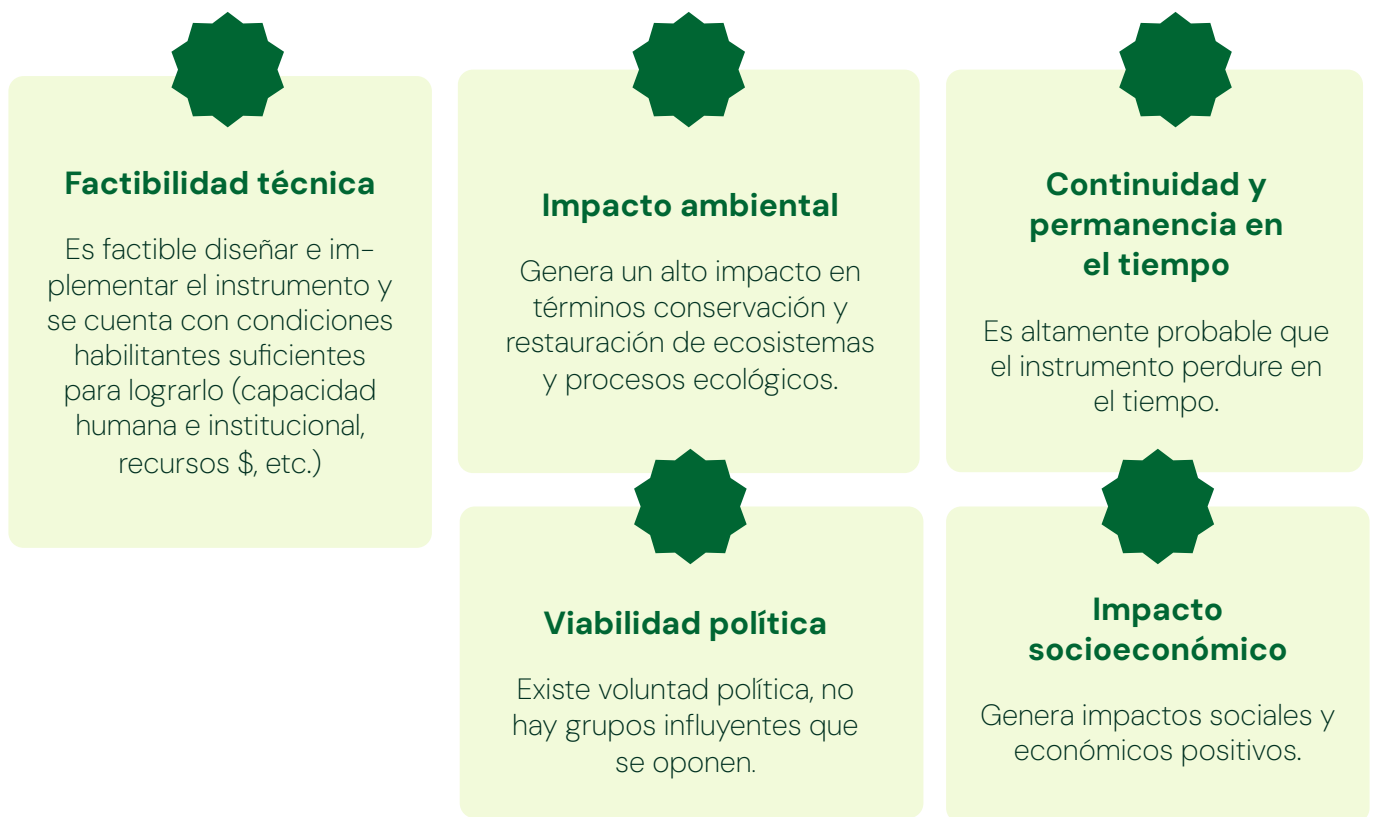 Factibilidad técnica
Es factible diseñar e im-
plementar el instrumento y
se cuenta con condiciones
habilitantes suficientes
para lograrlo (capacidad
humana e institucional,
recursos $, etc.)
Impacto ambiental
Genera un alto impacto en
términos conservación y
restauración de ecosistemas
y procesos ecológicos.
Continuidad y
permanencia en
el tiempo
Es altamente probable que
el instrumento perdure en
el tiempo.
Viabilidad política
Existe voluntad política, no
hay grupos influyentes que
se oponen.
Impacto
socioeconómico
Genera impactos sociales y
económicos positivos.